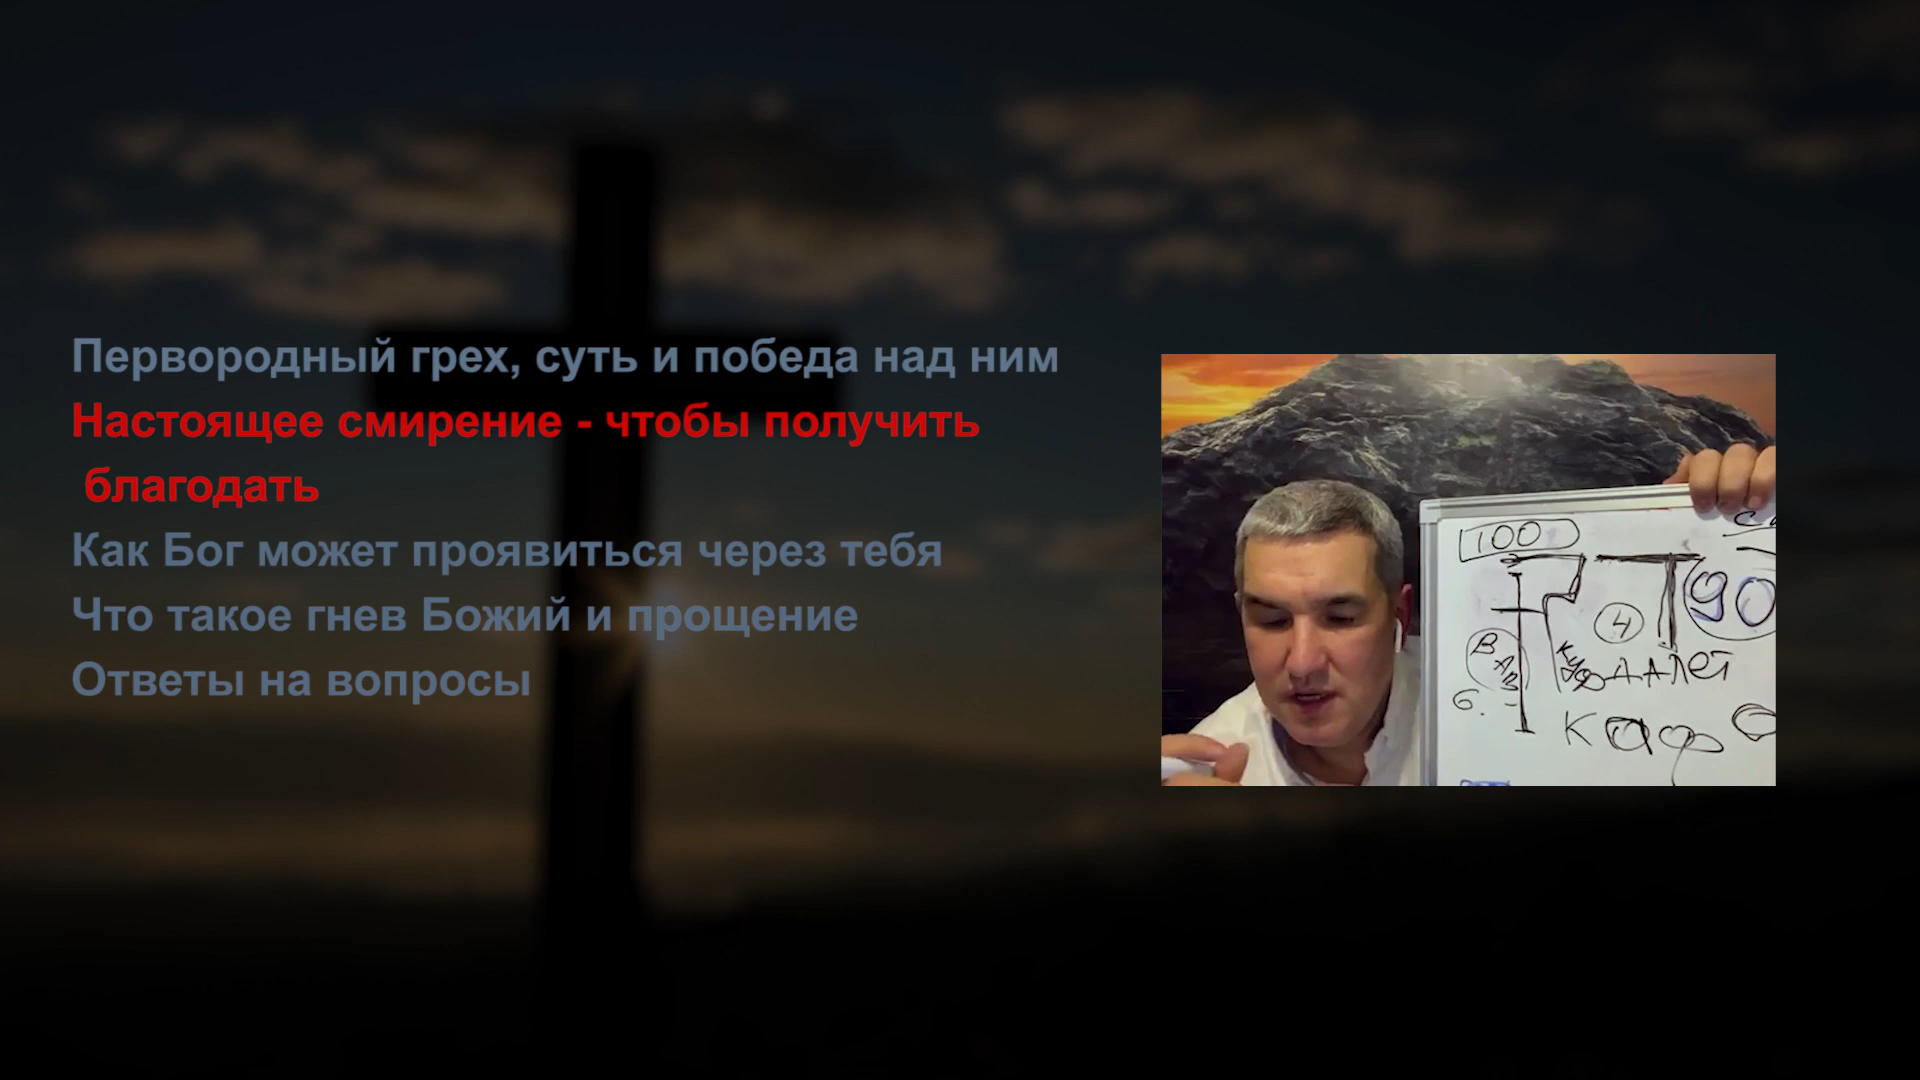 Первородный грех, суть и победа над ним
Настоящее смирение - чтобы получить
благодать
Как Бог может проявиться через тебя
Что такое гнев Божий и прощение
Ответы на вопросы
100
90
4
В
6.